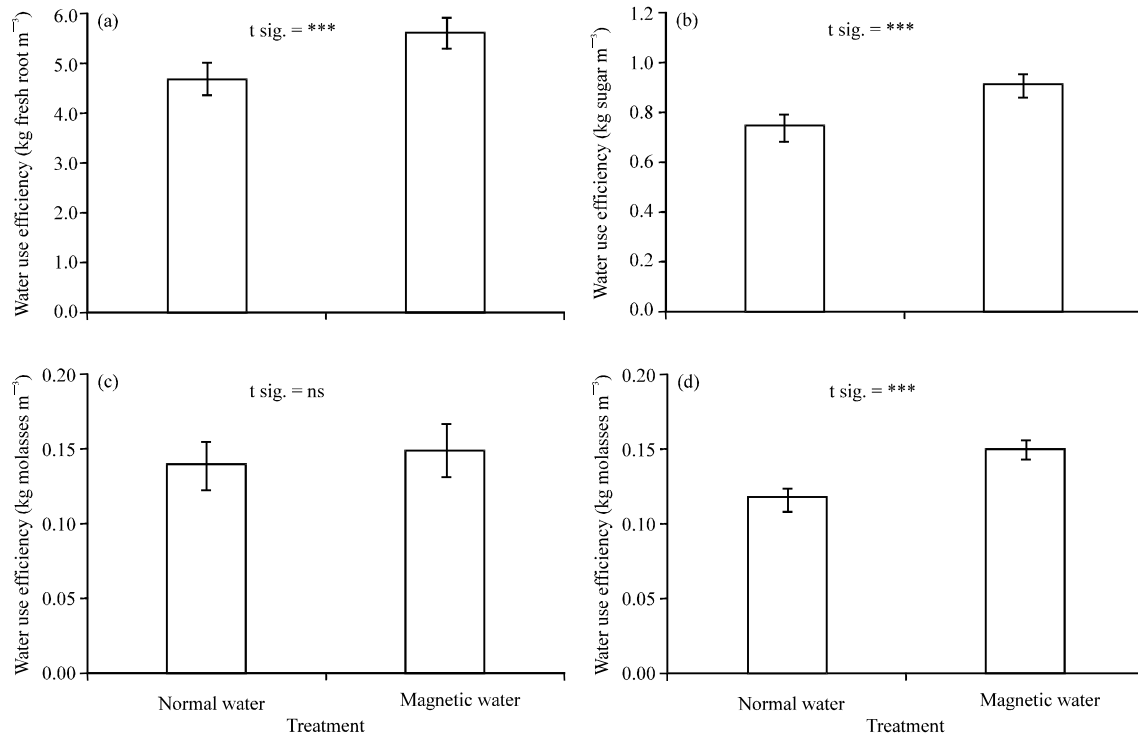 (a)
t sig. = ***
Water use efficiency (kg fresh root m⁻³)
6.0
5.0
4.0
3.0
2.0
1.0
0.0
(b)
t sig. = ***
Water use efficiency (kg sugar m⁻³)
1.2
1.0
0.8
0.6
0.4
0.2
0.0
(c)
t sig. = ns
Water use efficiency (kg molasses m⁻³)
0.20
0.15
0.10
0.05
0.00
Normal water
Magnetic water
Treatment
(d)
t sig. = ***
Water use efficiency (kg molasses m⁻³)
0.20
0.15
0.10
0.05
0.00
Normal water
Magnetic water
Treatment